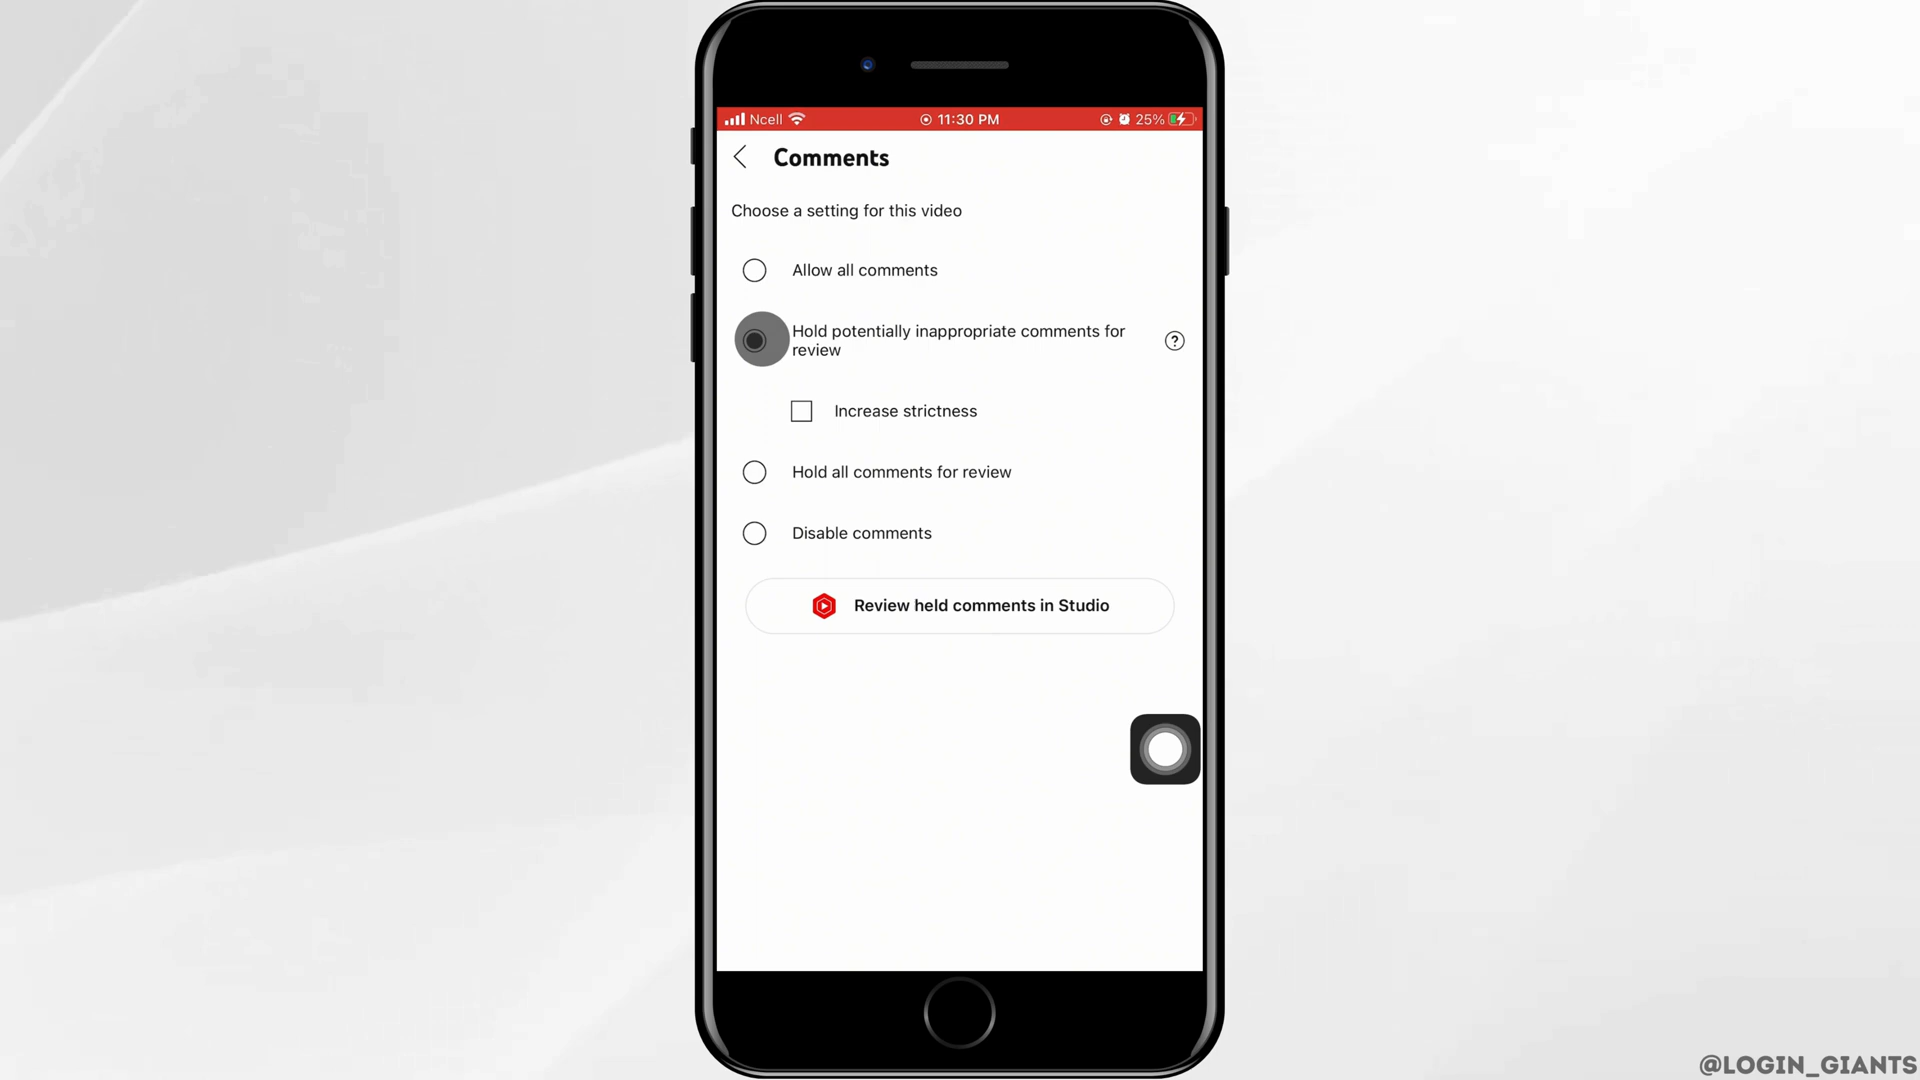 Ncell 11:30 PM 25%
Comments
Choose a setting for this video
Allow all comments
Hold potentially inappropriate comments for
review
?
Increase strictness
Hold all comments for review
Disable comments
Review held comments in Studio
@LOGIN_GIANTS